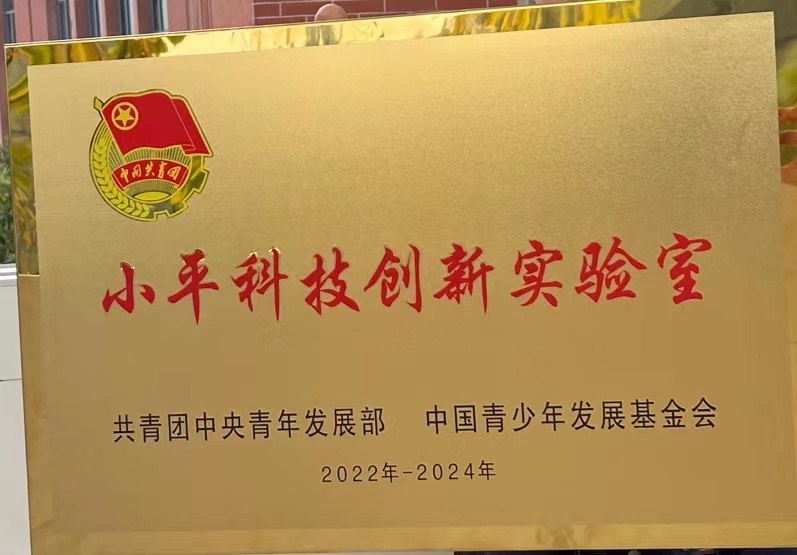 中国共青团
小平科技创新实验室
共青团中央青年发展部 中国青少年发展基金会
2022年-2024年